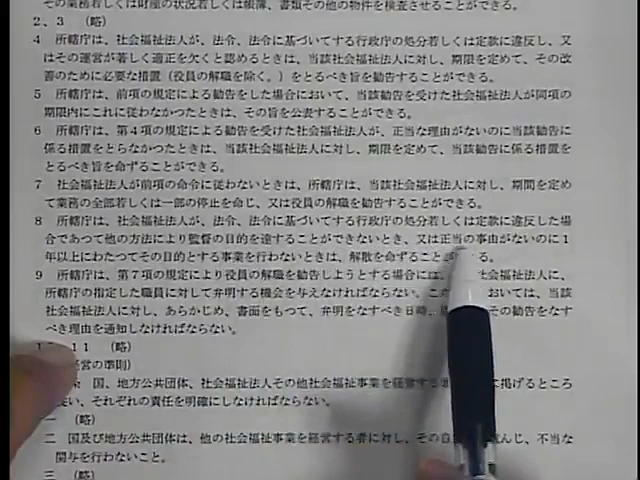 その業務若しくは財産の状況若しくは帳簿、書類その他の物件を検査させることができる。
2、3 （略）
4 所轄庁は、社会福祉法人が、法令、法令に基づいてする行政庁の処分若しくは定款に違反し、又
はその運営が著しく適正を欠くと認めるときは、当該社会福祉法人に対し、期限を定めて、その改
善のために必要な措置（役員の解職を除く。）をとるべき旨を勧告することができる。
5 所轄庁は、前項の規定による勧告をした場合において、当該勧告を受けた社会福祉法人が同項の
期限内にこれに従わなかつたときは、その旨を公表することができる。
6 所轄庁は、第4項の規定による勧告を受けた社会福祉法人が、正当な理由がないのに当該勧告に
係る措置をとらなかつたときは、当該社会福祉法人に対し、期限を定めて、当該勧告に係る措置を
とるべき旨を命ずることができる。
7 社会福祉法人が前項の命令に従わないときは、所轄庁は、当該社会福祉法人に対し、期間を定め
て業務の全部若しくは一部の停止を命じ、又は役員の解職を勧告することができる。
8 所轄庁は、社会福祉法人が、法令、法令に基づいてする行政庁の処分若しくは定款に違反した場
合であつて他の方法により監督の目的を達することができないとき、又は正当の事由がないのに1
年以上にわたつてその目的とする事業を行わないときは、解散を命ずることが る。
9 所轄庁は、第7項の規定により役員の解職を勧告しようとする場合には、 社会福祉法人に、
所轄庁の指定した職員に対して弁明する機会を与えなければならない。こ おいては、当該
社会福祉法人に対し、あらかじめ、書面をもつて、弁明をなすべき日時、 その勧告をなす
べき理由を通知しなければならない。
11 （略）
経営の準則）
条 国、地方公共団体、社会福祉法人その他社会福祉事業を経営する に掲げるところ
い、それぞれの責任を明確にしなければならない。
一 （略）
二 国及び地方公共団体は、他の社会福祉事業を経営する者に対し、その自 んじ、不当な
関与を行わないこと。
三 （略）